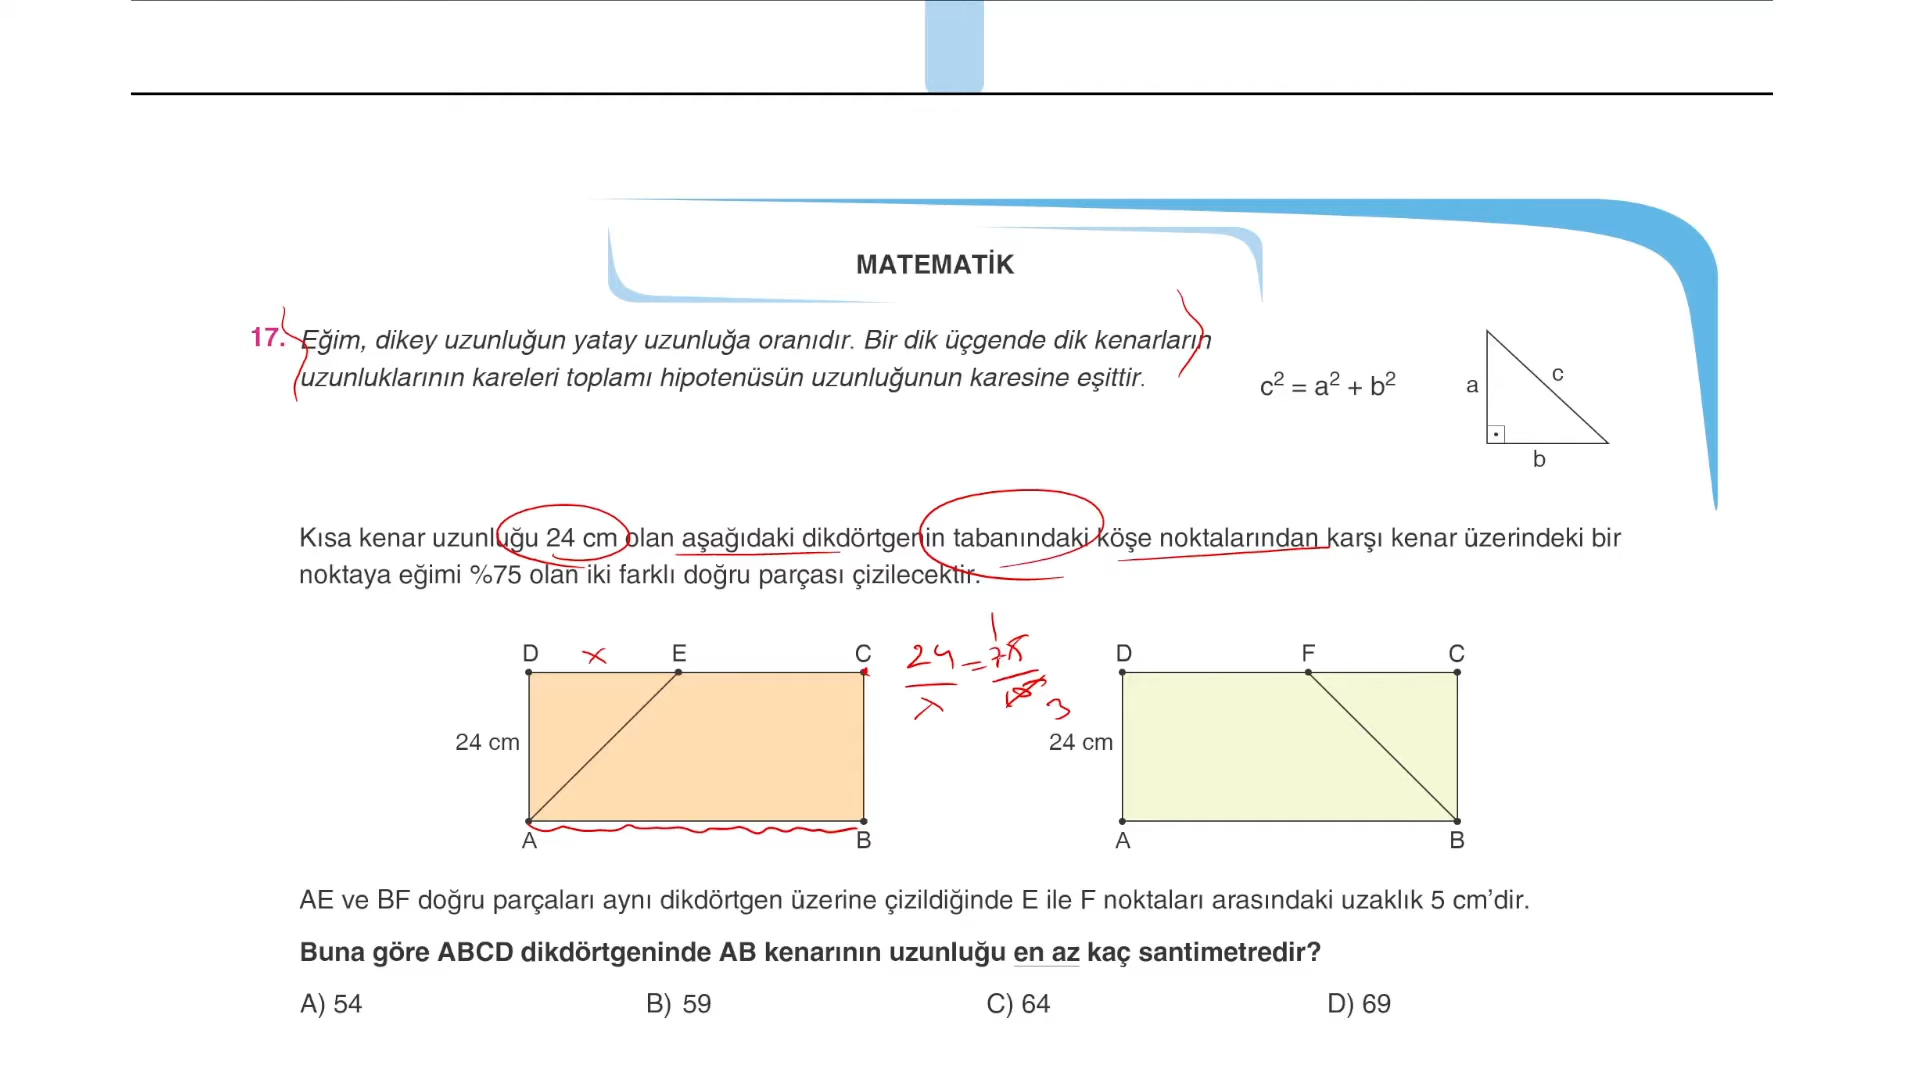 MATEMATİK
17. Eğim, dikey uzunluğun yatay uzunluğa oranıdır. Bir dik üçgende dik kenarların
uzunluklarının kareleri toplamı hipotenüsün uzunluğunun karesine eşittir.
c² = a² + b²
a
c
b
Kısa kenar uzunluğu 24 cm olan aşağıdaki dikdörtgenin tabanındaki köşe noktalarından karşı kenar üzerindeki bir
noktaya eğimi %75 olan iki farklı doğru parçası çizilecektir.
D x E C
24 cm
A B
24 = 75 1
x 3
D F C
24 cm
A B
AE ve BF doğru parçaları aynı dikdörtgen üzerine çizildiğinde E ile F noktaları arasındaki uzaklık 5 cm’dir.
Buna göre ABCD dikdörtgeninde AB kenarının uzunluğu en az kaç santimetredir?
A) 54 B) 59 C) 64 D) 69